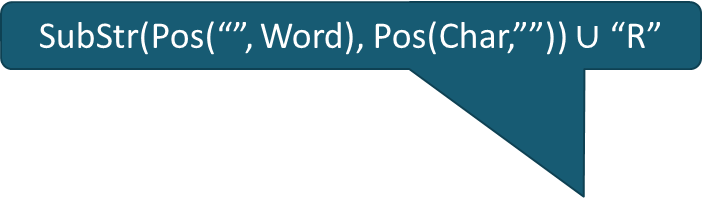 SubStr(Pos(“”, Word), Pos(Char,””)) ∪ “R”